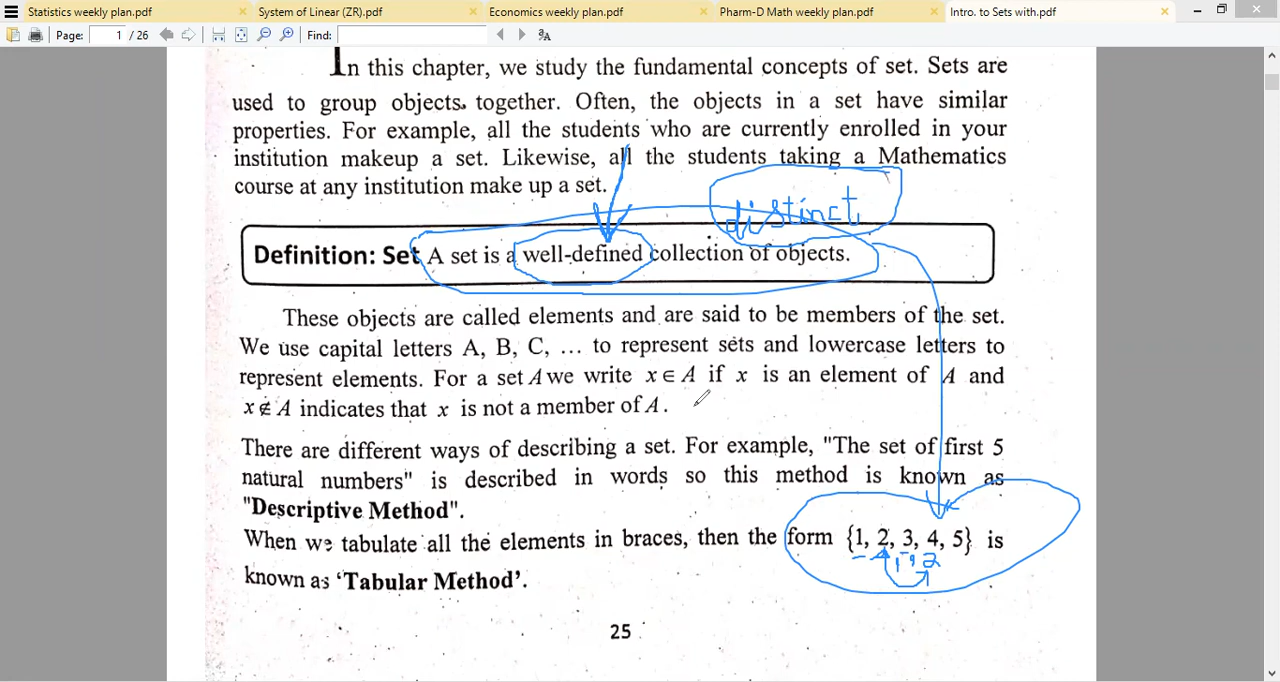 Statistics weekly plan.pdf × System of Linear (ZR).pdf × Economics weekly plan.pdf × Pharm-D Math weekly plan.pdf × Intro. to Sets with.pdf ×
Page: 1 / 26 Find:
In this chapter, we study the fundamental concepts of set. Sets are
used to group objects together. Often, the objects in a set have similar
properties. For example, all the students who are currently enrolled in your
institution makeup a set. Likewise, all the students taking a Mathematics
course at any institution make up a set.
distinct
Definition: Set A set is a well-defined collection of objects.
These objects are called elements and are said to be members of the set.
We use capital letters A, B, C, ... to represent sets and lowercase letters to
represent elements. For a set A we write x ∈ A if x is an element of A and
x ∉ A indicates that x is not a member of A.
There are different ways of describing a set. For example, "The set of first 5
natural numbers" is described in words so this method is known as
"Descriptive Method".
When we tabulate all the elements in braces, then the form {1, 2, 3, 4, 5} is
1, 2
known as 'Tabular Method'.
25